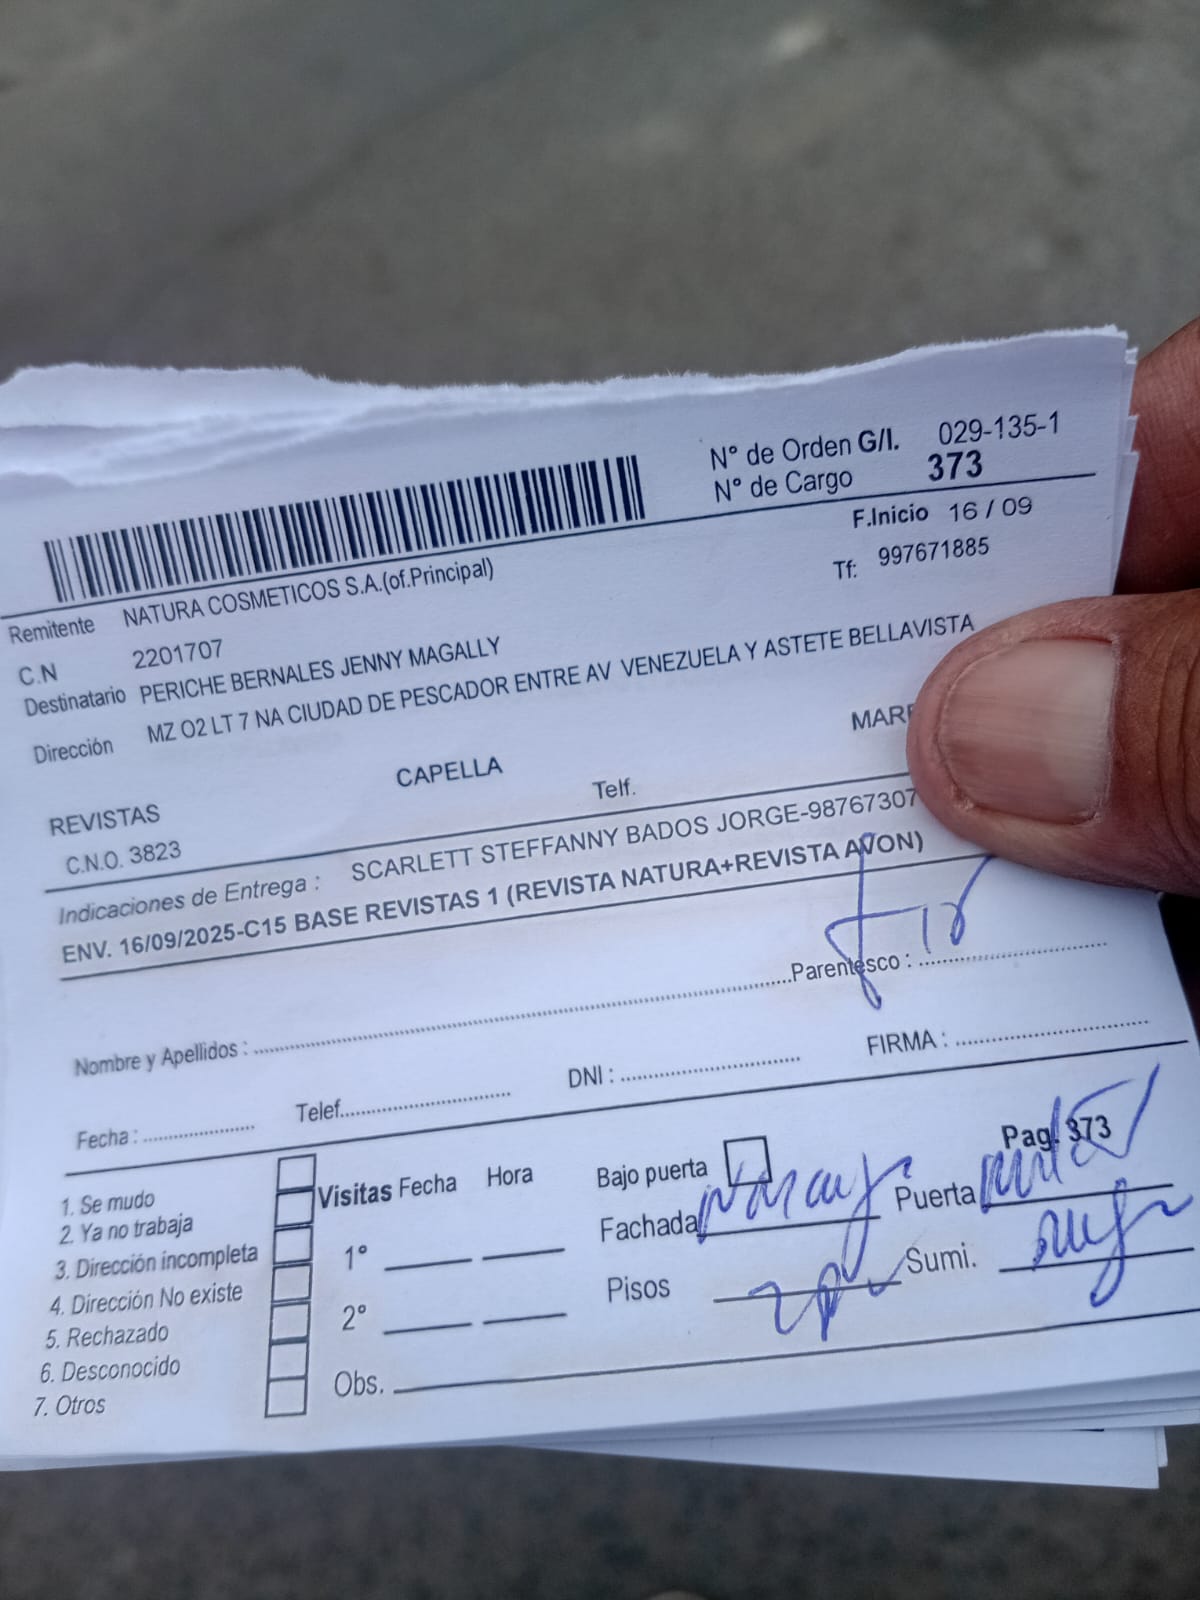 N° de Orden G/I. 029-135-1
N° de Cargo 373
F.Inicio 16 / 09
Tf: 997671885
Remitente NATURA COSMETICOS S.A.(of.Principal)
C.N 2201707
Destinatario PERICHE BERNALES JENNY MAGALLY
Dirección MZ O2 LT 7 NA CIUDAD DE PESCADOR ENTRE AV VENEZUELA Y ASTETE BELLAVISTA
CAPELLA
REVISTAS Telf.
C.N.O. 3823
Indicaciones de Entrega : SCARLETT STEFFANNY BADOS JORGE-98767307
ENV. 16/09/2025-C15 BASE REVISTAS 1 (REVISTA NATURA+REVISTA AVON)
Nombre y Apellidos : Parentesco :
Fecha : Telef. DNI : FIRMA :
Pag. 373
1. Se mudo
2. Ya no trabaja
3. Dirección incompleta
4. Dirección No existe
5. Rechazado
6. Desconocido
7. Otros
Visitas Fecha Hora
1°
2°
Obs.
Bajo puerta
Fachada Puerta
Pisos Sumi.